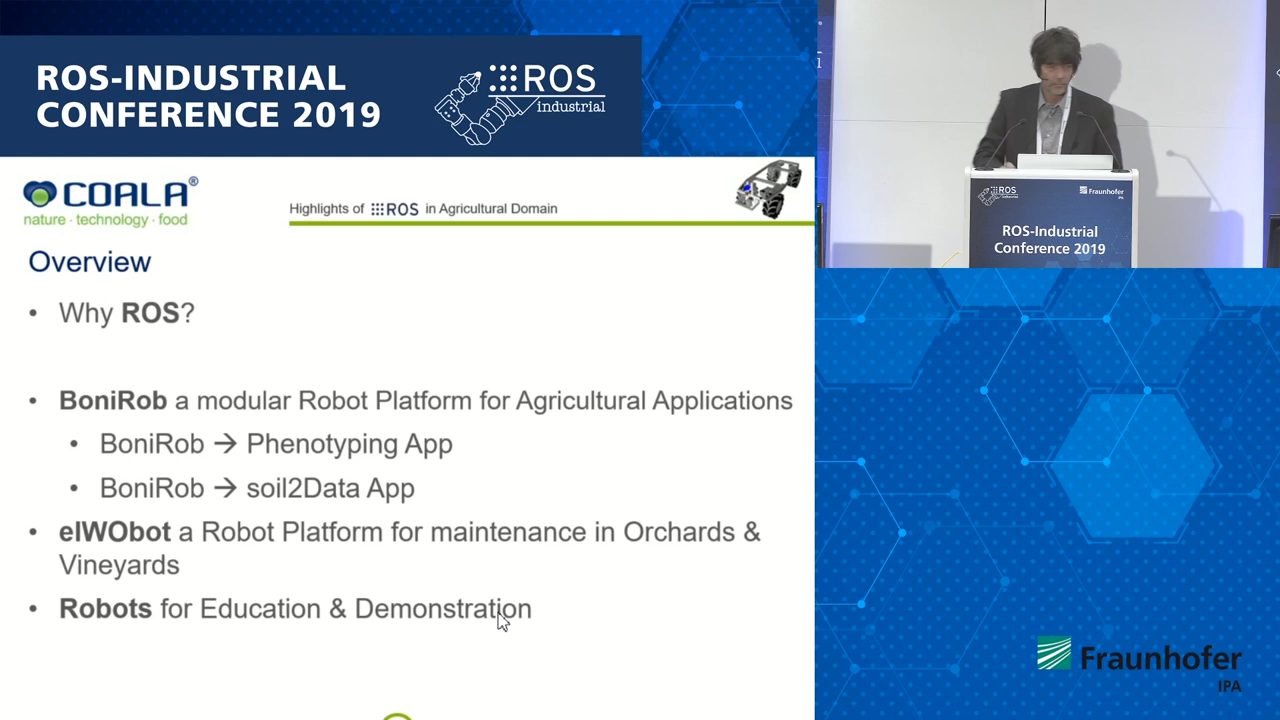 ROS-INDUSTRIAL
CONFERENCE 2019
ROS
industrial
COALA®
nature · technology · food
Highlights of ROS in Agricultural Domain
Overview
• Why ROS?
• BoniRob a modular Robot Platform for Agricultural Applications
• BoniRob → Phenotyping App
• BoniRob → soil2Data App
• elWObot a Robot Platform for maintenance in Orchards &
Vineyards
• Robots for Education & Demonstration
ROS
Fraunhofer
IPA
ROS-Industrial
Conference 2019
Fraunhofer
IPA